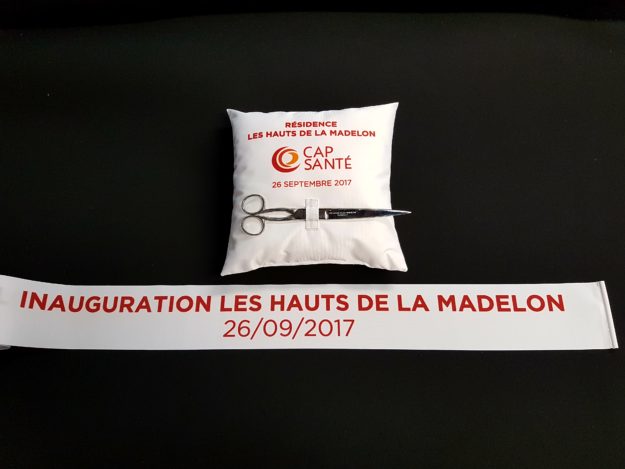 RÉSIDENCE
LES HAUTS DE LA MADELON
CAP
SANTÉ
26 SEPTEMBRE 2017
INAUGURATION LES HAUTS DE LA MADELON
26/09/2017